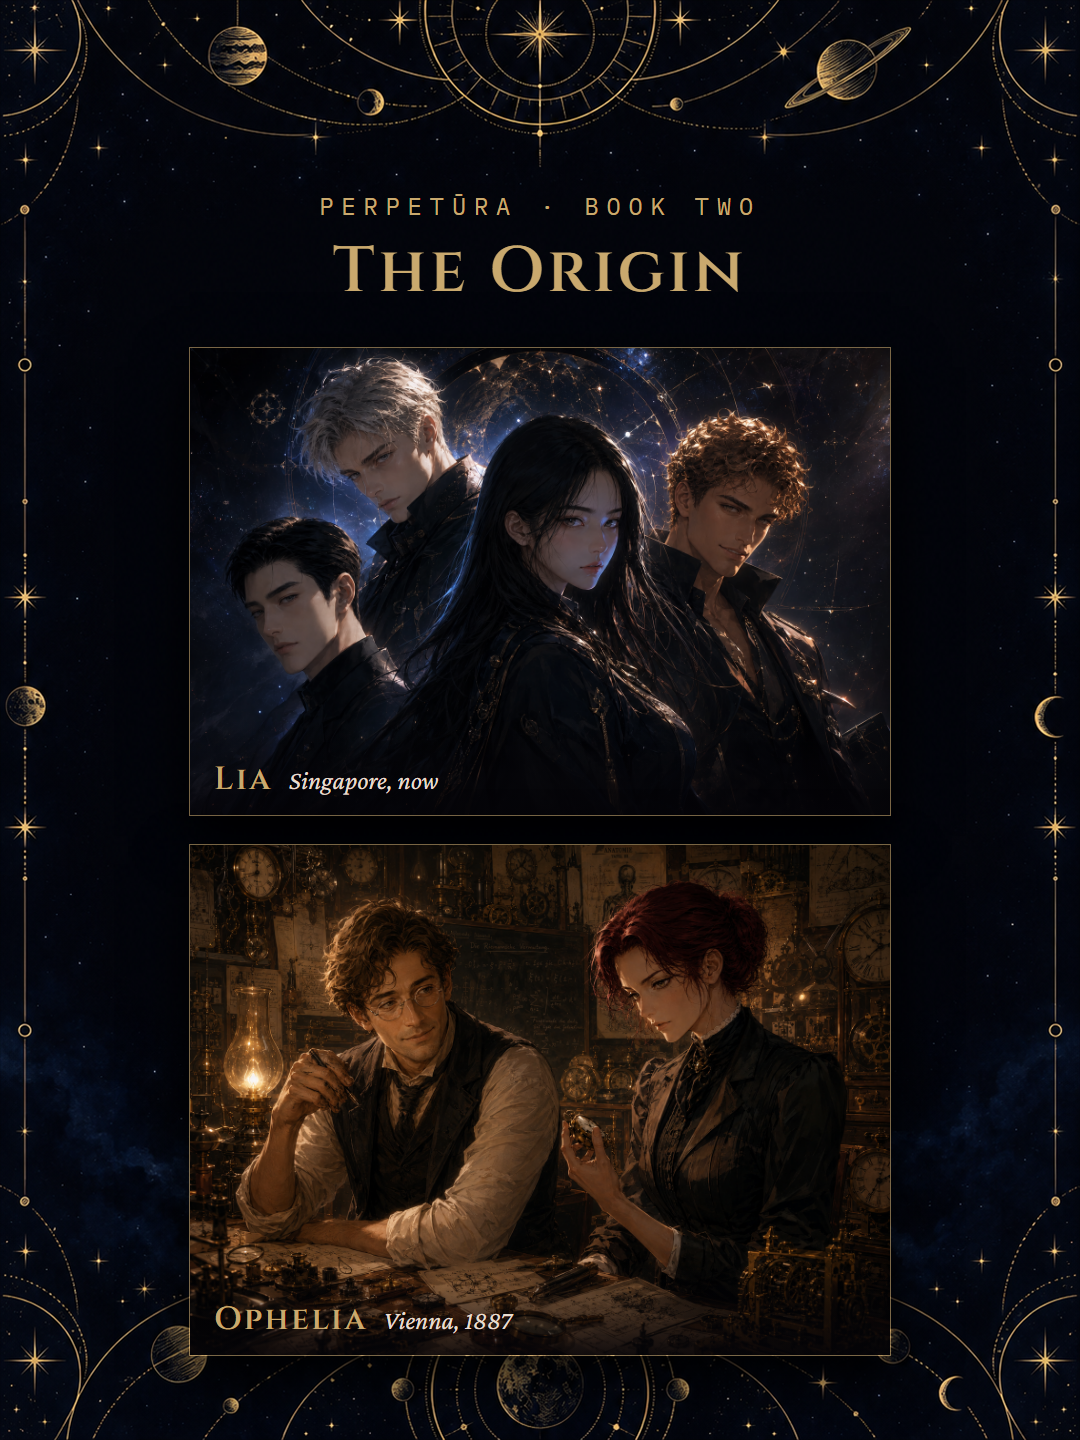 PERPETŪRA · BOOK TWO
THE ORIGIN
LIA Singapore, now
OPHELIA Vienna, 1887